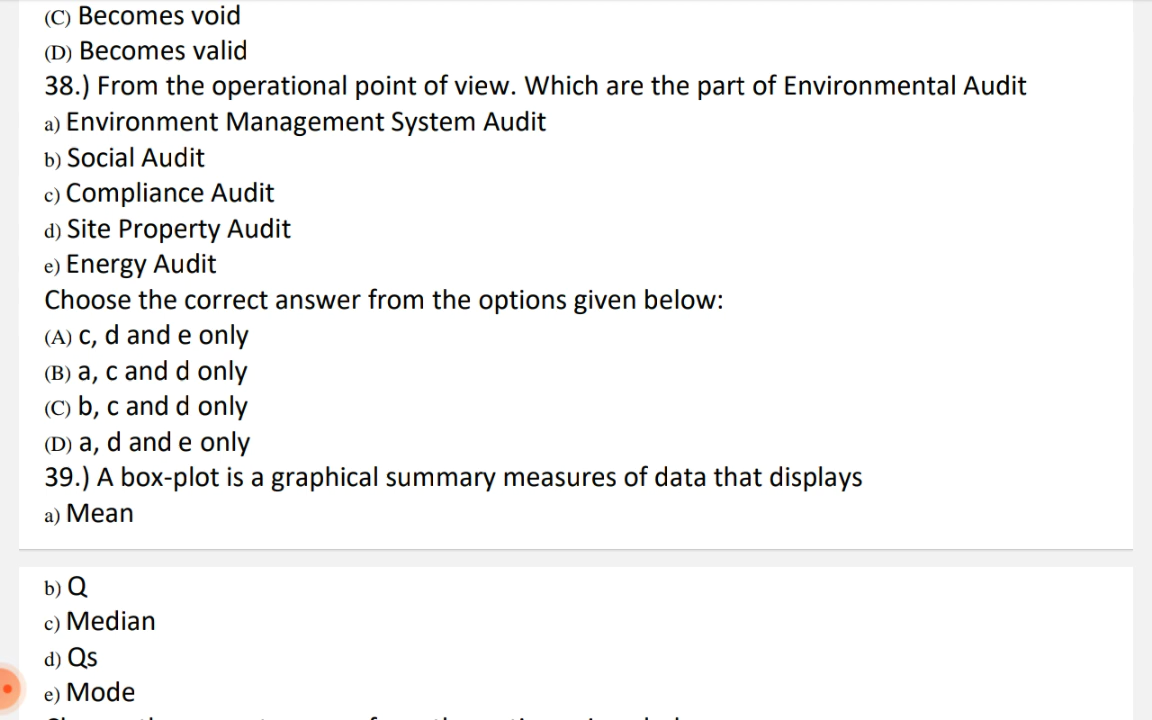 (C) Becomes void
(D) Becomes valid
38.) From the operational point of view. Which are the part of Environmental Audit
a) Environment Management System Audit
b) Social Audit
c) Compliance Audit
d) Site Property Audit
e) Energy Audit
Choose the correct answer from the options given below:
(A) c, d and e only
(B) a, c and d only
(C) b, c and d only
(D) a, d and e only
39.) A box-plot is a graphical summary measures of data that displays
a) Mean
b) Q
c) Median
d) Qs
e) Mode